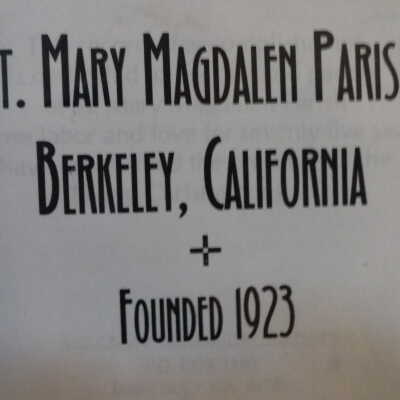 T. MARY MAGDALEN PARIS
BERKELEY, CALIFORNIA
FOUNDED 1923